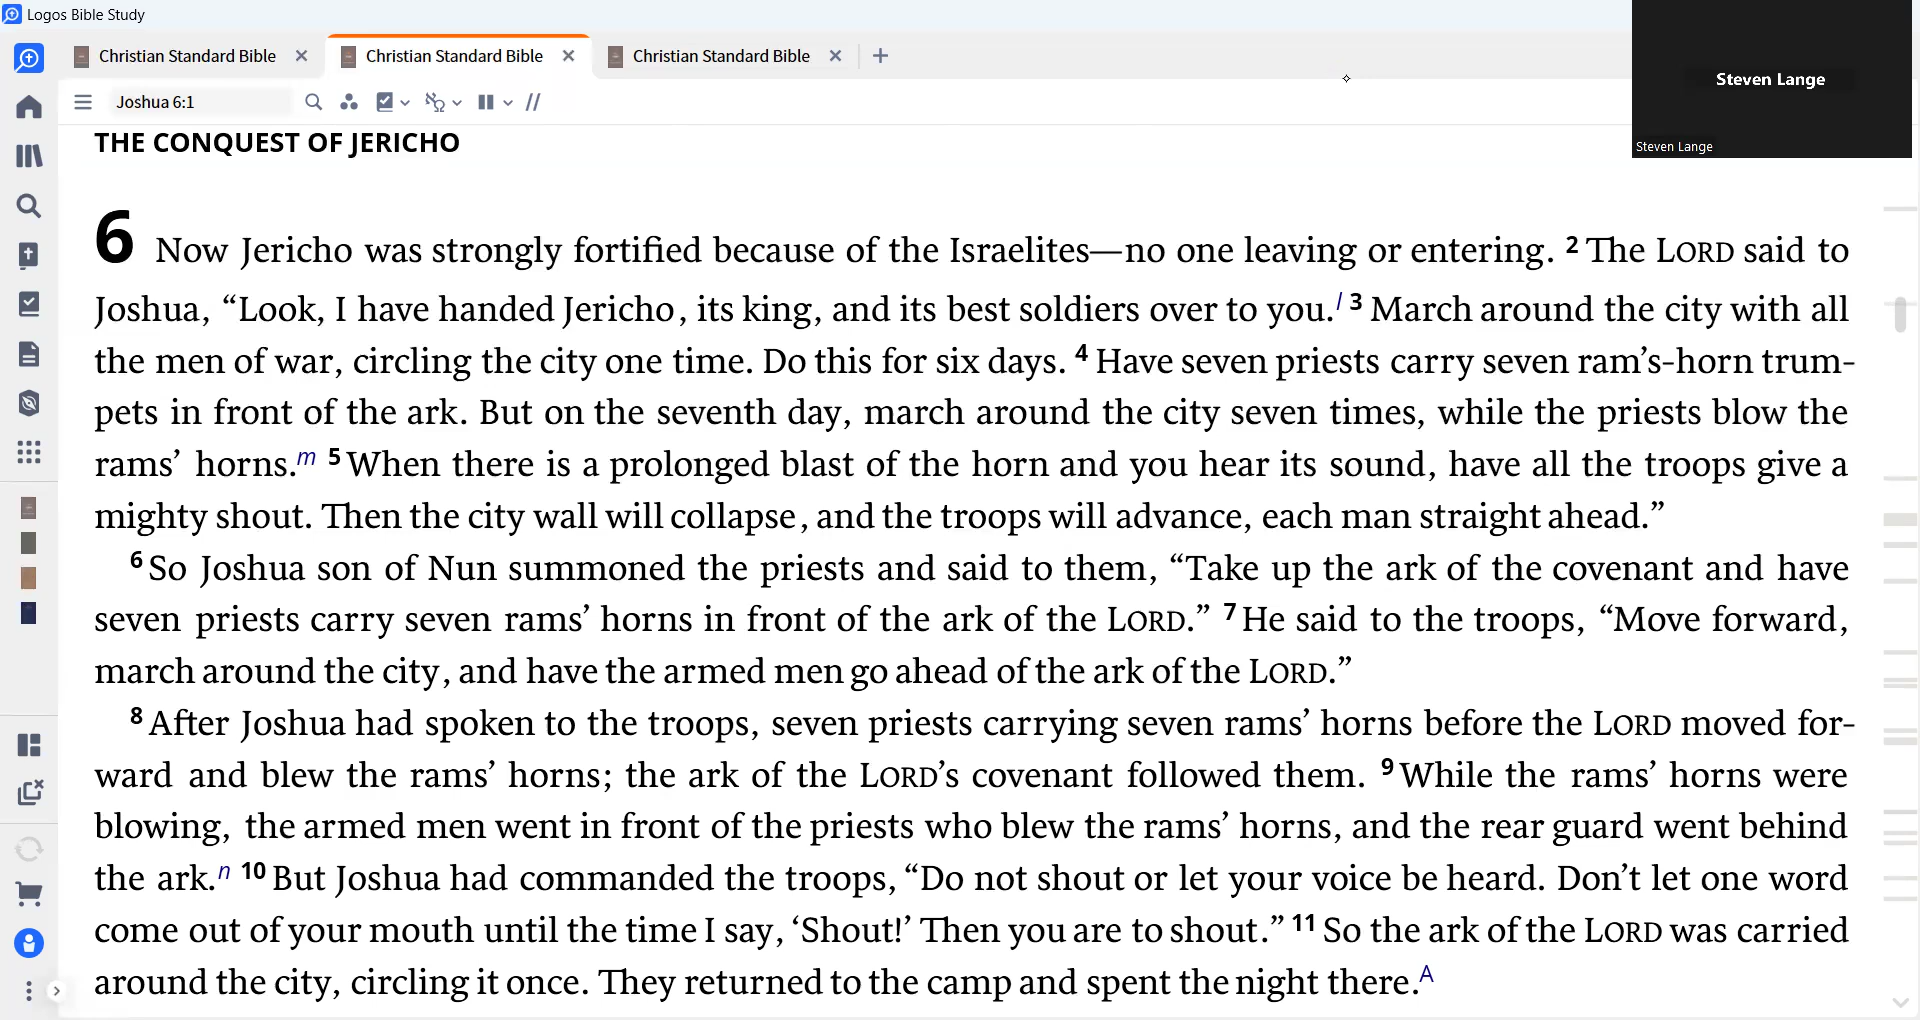 Logos Bible Study
Christian Standard Bible
Christian Standard Bible
Christian Standard Bible
Joshua 6:1
Steven Lange
Steven Lange
THE CONQUEST OF JERICHO
6 Now Jericho was strongly fortified because of the Israelites—no one leaving or entering. 2 The LORD said to
Joshua, “Look, I have handed Jericho, its king, and its best soldiers over to you.l 3 March around the city with all
the men of war, circling the city one time. Do this for six days. 4 Have seven priests carry seven ram’s-horn trum-
pets in front of the ark. But on the seventh day, march around the city seven times, while the priests blow the
rams’ horns.m 5 When there is a prolonged blast of the horn and you hear its sound, have all the troops give a
mighty shout. Then the city wall will collapse, and the troops will advance, each man straight ahead.”
6 So Joshua son of Nun summoned the priests and said to them, “Take up the ark of the covenant and have
seven priests carry seven rams’ horns in front of the ark of the LORD.” 7 He said to the troops, “Move forward,
march around the city, and have the armed men go ahead of the ark of the LORD.”
8 After Joshua had spoken to the troops, seven priests carrying seven rams’ horns before the LORD moved for-
ward and blew the rams’ horns; the ark of the LORD’s covenant followed them. 9 While the rams’ horns were
blowing, the armed men went in front of the priests who blew the rams’ horns, and the rear guard went behind
the ark.n 10 But Joshua had commanded the troops, “Do not shout or let your voice be heard. Don’t let one word
come out of your mouth until the time I say, ‘Shout!’ Then you are to shout.” 11 So the ark of the LORD was carried
around the city, circling it once. They returned to the camp and spent the night there.A